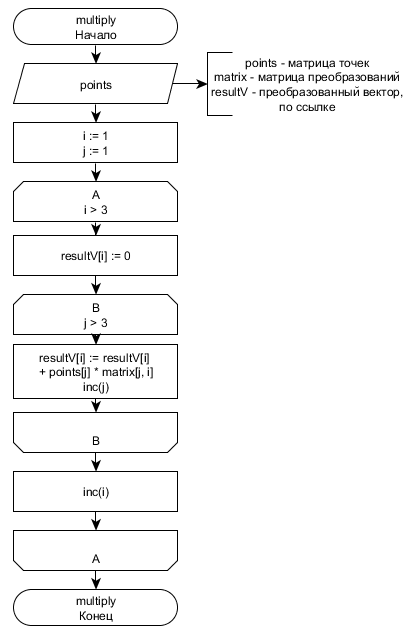 multiply
Начало
points
points - матрица точек
matrix - матрица преобразований
resultV - преобразованный вектор,
по ссылке
i := 1
j := 1
A
i > 3
resultV[i] := 0
B
j > 3
resultV[i] := resultV[i]
+ points[j] * matrix[j, i]
inc(j)
B
inc(i)
A
multiply
Конец